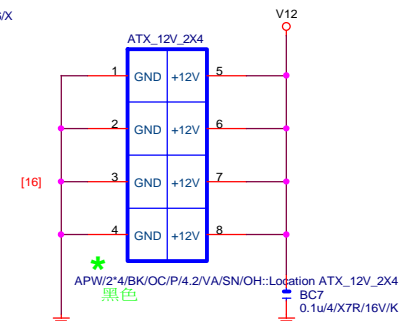 /X
V12
ATX_12V_2X4
1 GND +12V 5
2 GND +12V 6
[16] 3 GND +12V 7
4 GND +12V 8
*
APW/2*4/BK/OC/P/4.2/VA/SN/OH::Location ATX_12V_2X4
黑色
BC7
0.1u/4/X7R/16V/K